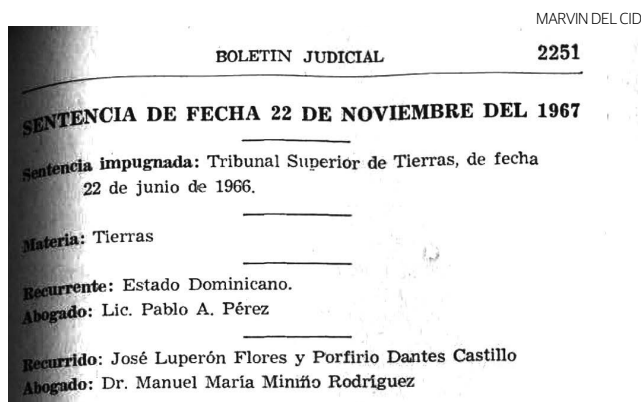 MARVIN DEL CID
BOLETIN JUDICIAL 2251
SENTENCIA DE FECHA 22 DE NOVIEMBRE DEL 1967
Sentencia impugnada: Tribunal Superior de Tierras, de fecha
22 de junio de 1966.
Materia: Tierras
Recurrente: Estado Dominicano.
Abogado: Lic. Pablo A. Pérez
Recurrido: José Luperón Flores y Porfirio Dantes Castillo
Abogado: Dr. Manuel María Miniño Rodríguez